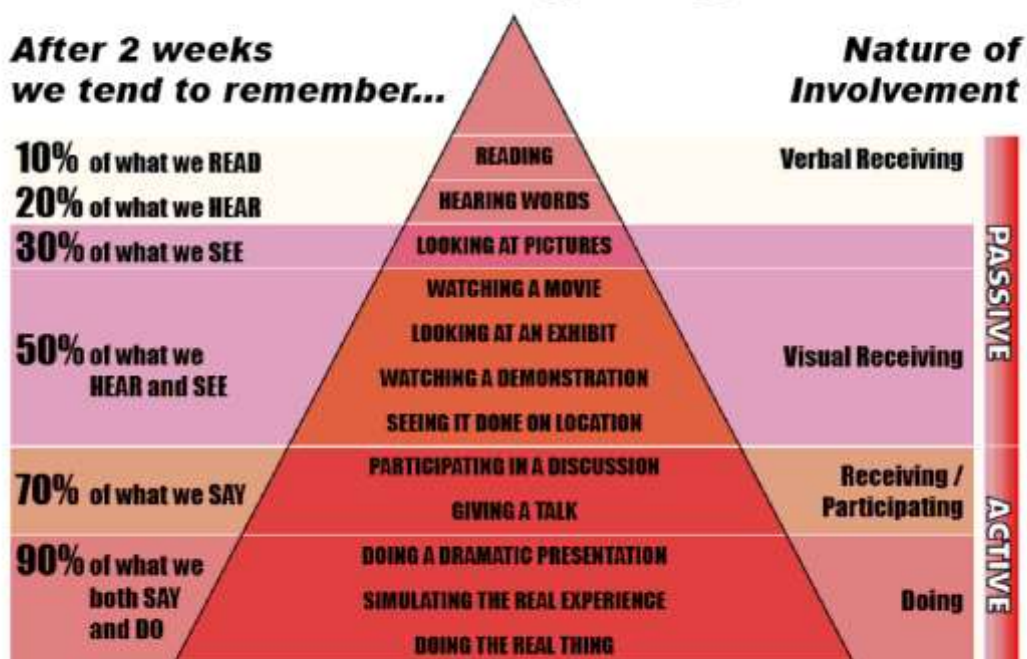 After 2 weeks
we tend to remember...
Nature of
Involvement
10% of what we READ
READING
Verbal Receiving
20% of what we HEAR
HEARING WORDS
30% of what we SEE
LOOKING AT PICTURES
WATCHING A MOVIE
LOOKING AT AN EXHIBIT
50% of what we
HEAR and SEE
WATCHING A DEMONSTRATION
SEEING IT DONE ON LOCATION
Visual Receiving
PASSIVE
70% of what we SAY
PARTICIPATING IN A DISCUSSION
GIVING A TALK
Receiving /
Participating
90% of what we
both SAY
and DO
DOING A DRAMATIC PRESENTATION
SIMULATING THE REAL EXPERIENCE
DOING THE REAL THING
Doing
ACTIVE